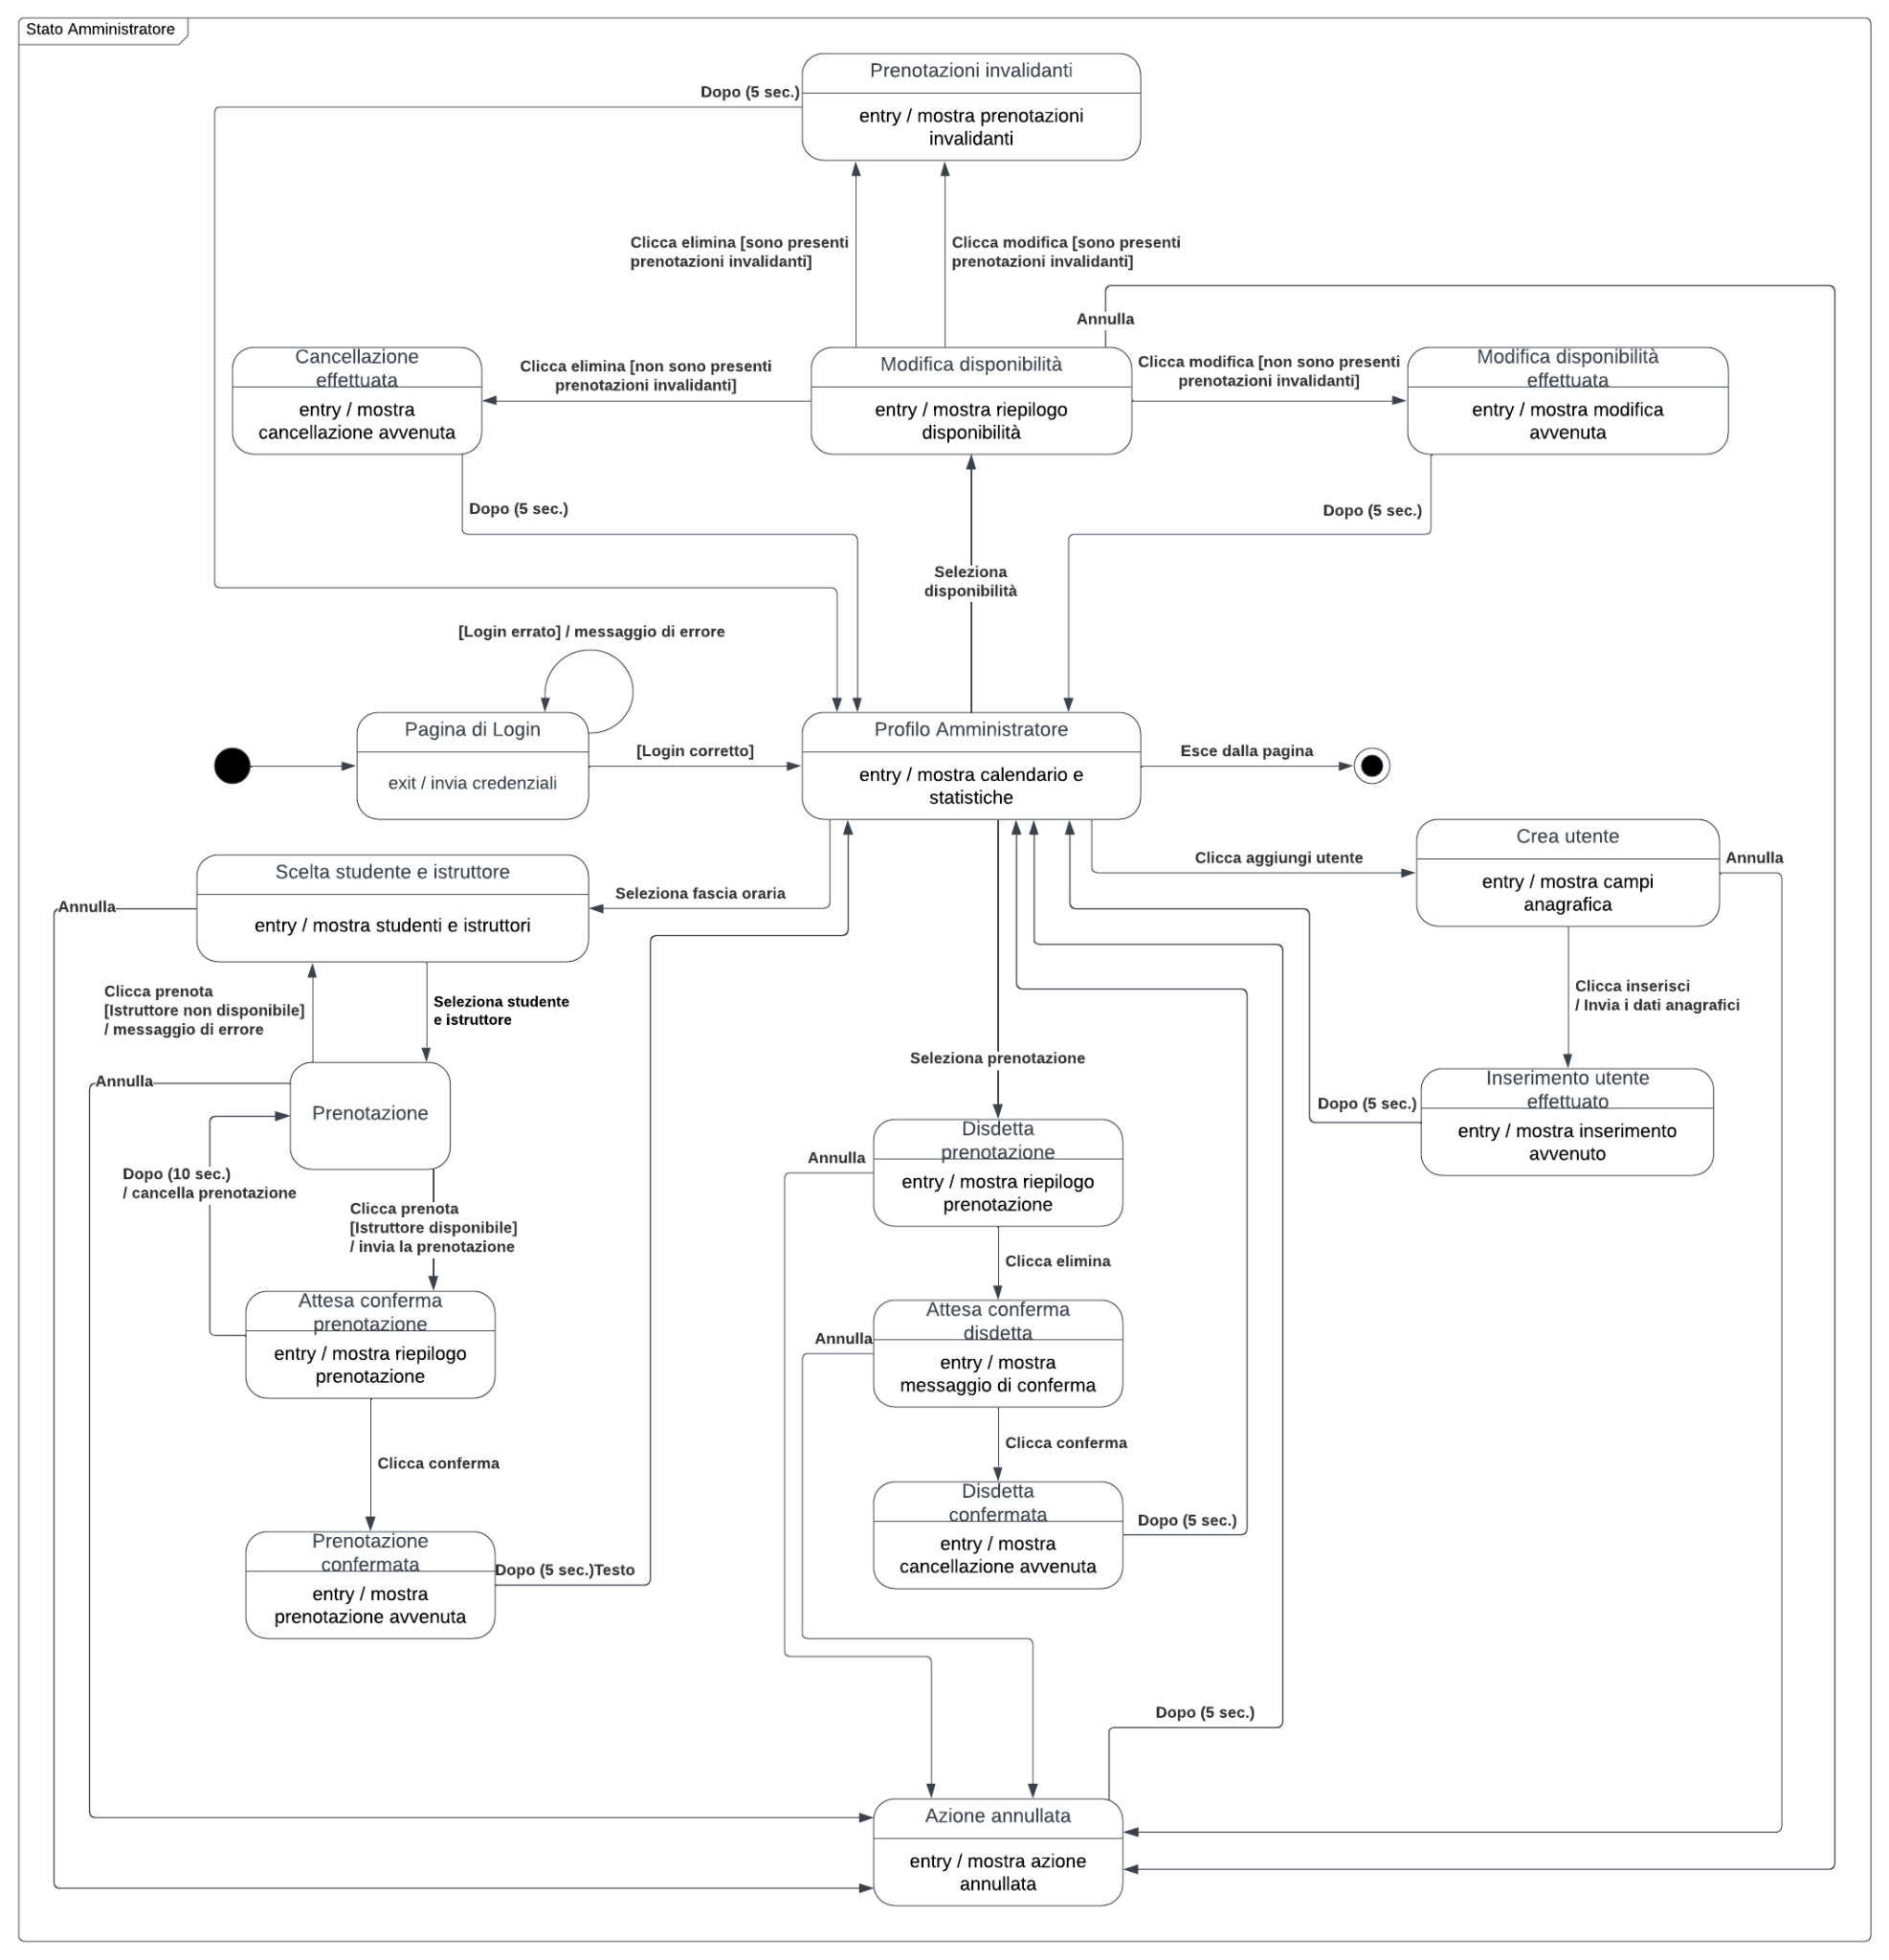 Stato Amministratore
Prenotazioni invalidanti
Dopo (5 sec.)
entry / mostra prenotazioni
invalidanti
Clicca elimina [sono presenti
prenotazioni invalidanti]
Clicca modifica [sono presenti
prenotazioni invalidanti]
Annulla
Cancellazione
effettuata
entry / mostra
cancellazione avvenuta
Clicca elimina [non sono presenti
prenotazioni invalidanti]
Modifica disponibilità
entry / mostra riepilogo
disponibilità
Clicca modifica [non sono presenti
prenotazioni invalidanti]
Modifica disponibilità
effettuata
entry / mostra modifica
avvenuta
Dopo (5 sec.)
Dopo (5 sec.)
Seleziona
disponibilità
[Login errato] / messaggio di errore
Pagina di Login
exit / invia credenziali
[Login corretto]
Profilo Amministratore
entry / mostra calendario e
statistiche
Esce dalla pagina
Scelta studente e istruttore
entry / mostra studenti e istruttori
Seleziona fascia oraria
Clicca aggiungi utente
Crea utente
entry / mostra campi
anagrafica
Annulla
Annulla
Clicca prenota
[Istruttore non disponibile]
/ messaggio di errore
Seleziona studente
e istruttore
Clicca inserisci
/ Invia i dati anagrafici
Seleziona prenotazione
Annulla
Prenotazione
Inserimento utente
effettuato
entry / mostra inserimento
avvenuto
Dopo (5 sec.)
Dopo (10 sec.)
/ cancella prenotazione
Clicca prenota
[Istruttore disponibile]
/ invia la prenotazione
Disdetta
prenotazione
entry / mostra riepilogo
prenotazione
Annulla
Clicca elimina
Attesa conferma
prenotazione
entry / mostra riepilogo
prenotazione
Attesa conferma
disdetta
entry / mostra
messaggio di conferma
Annulla
Clicca conferma
Clicca conferma
Prenotazione
confermata
entry / mostra
prenotazione avvenuta
Dopo (5 sec.)Testo
Disdetta
confermata
entry / mostra
cancellazione avvenuta
Dopo (5 sec.)
Dopo (5 sec.)
Azione annullata
entry / mostra azione
annullata